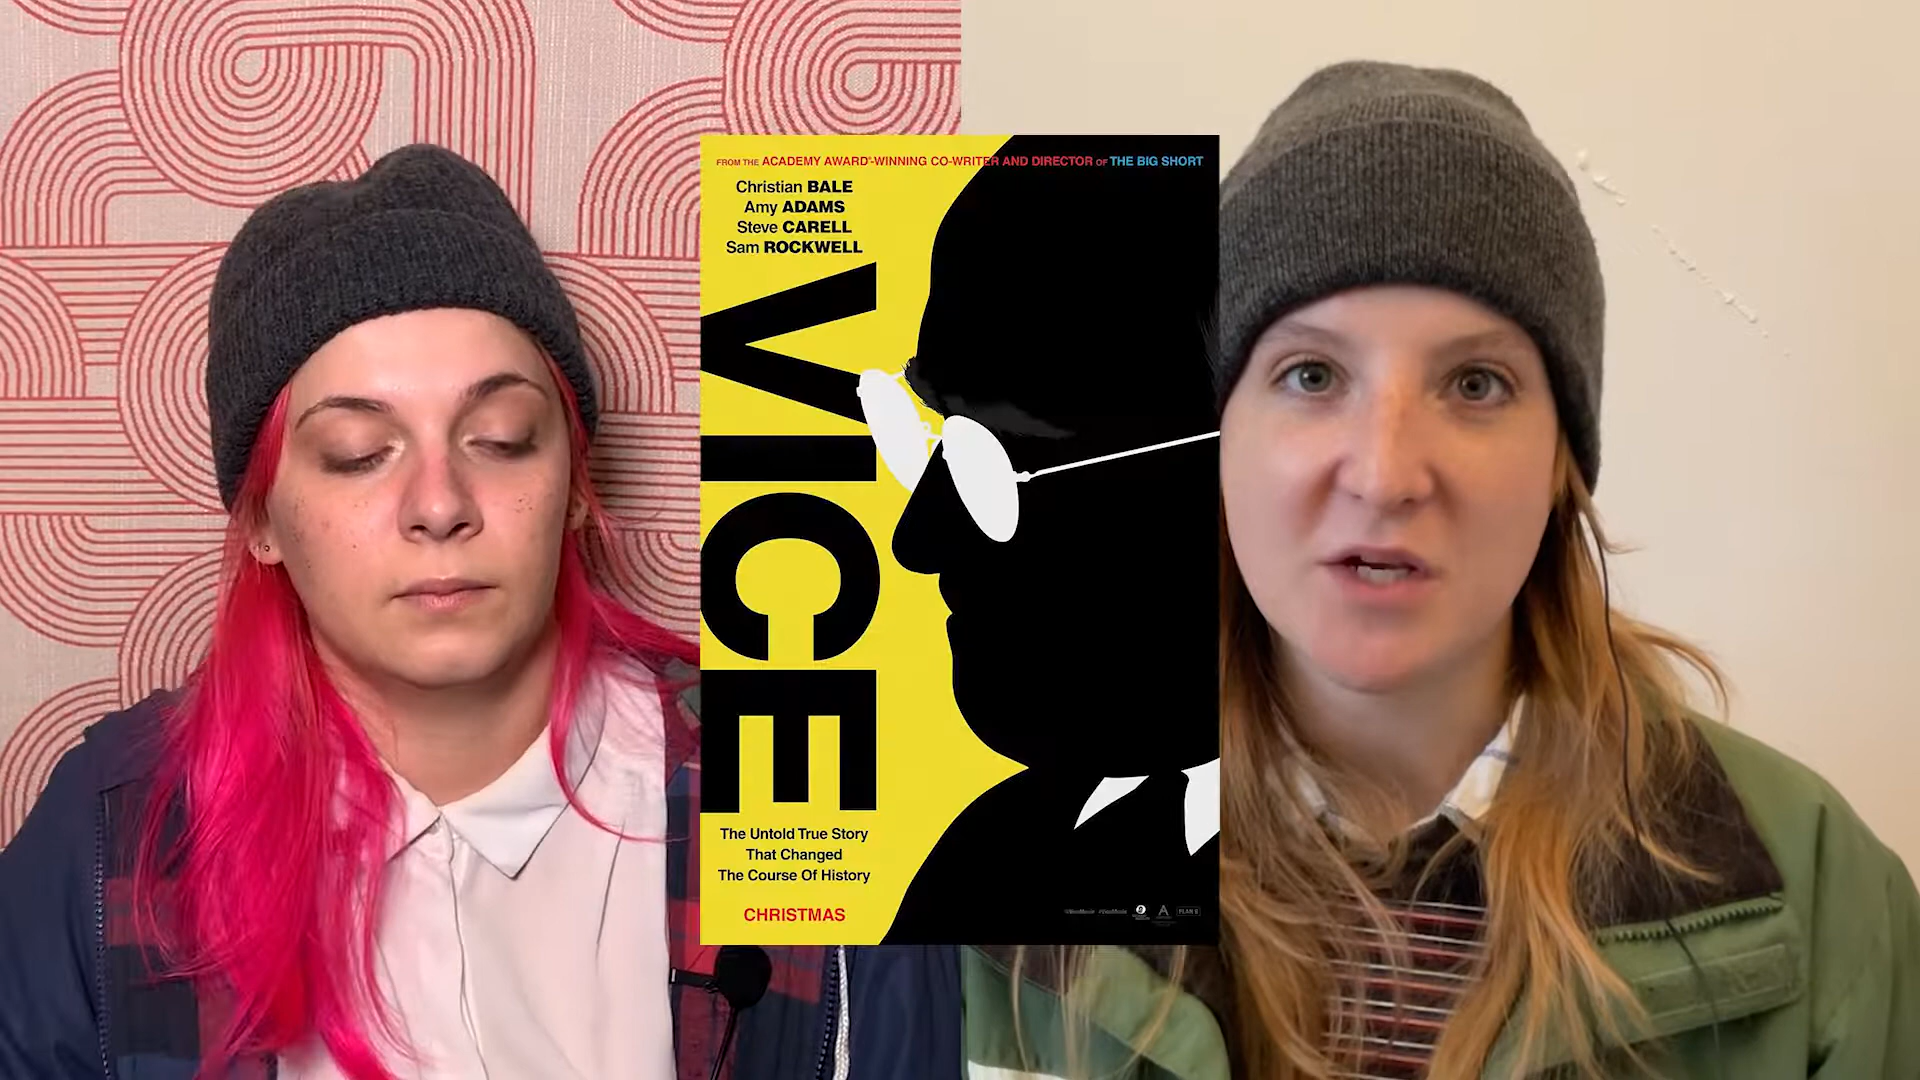 FROM THE ACADEMY AWARD®-WINNING CO-WRITER AND DIRECTOR OF THE BIG SHORT
Christian BALE
Amy ADAMS
Steve CARELL
Sam ROCKWELL
VICE
The Untold True Story
That Changed
The Course Of History
CHRISTMAS
PLAN B